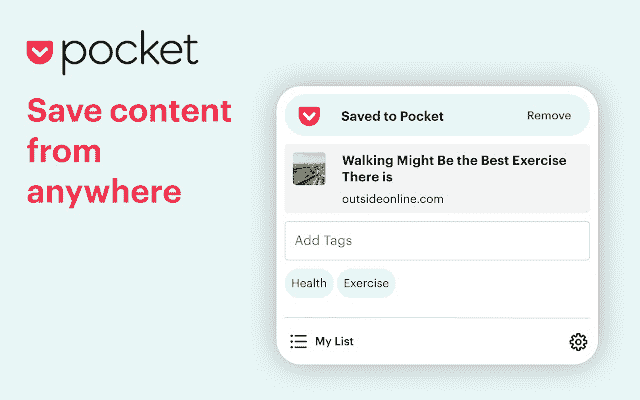 pocket
Save content
from
anywhere
Saved to Pocket
Remove
Walking Might Be the Best Exercise
There is
outsideonline.com
Add Tags
Health
Exercise
My List